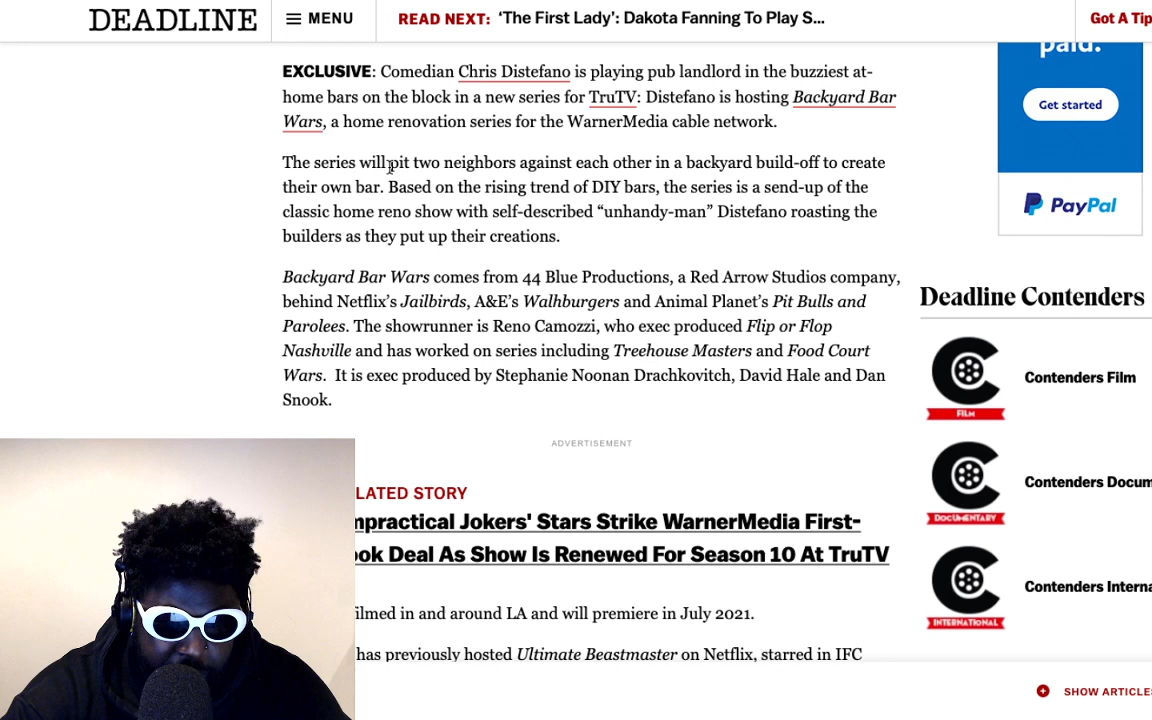 DEADLINE
MENU
READ NEXT: ‘The First Lady’: Dakota Fanning To Play S...
Got A Tip
paid.
Get started
PayPal
EXCLUSIVE: Comedian Chris Distefano is playing pub landlord in the buzziest at-
home bars on the block in a new series for TruTV: Distefano is hosting Backyard Bar
Wars, a home renovation series for the WarnerMedia cable network.
The series will pit two neighbors against each other in a backyard build-off to create
their own bar. Based on the rising trend of DIY bars, the series is a send-up of the
classic home reno show with self-described “unhandy-man” Distefano roasting the
builders as they put up their creations.
Backyard Bar Wars comes from 44 Blue Productions, a Red Arrow Studios company,
behind Netflix’s Jailbirds, A&E’s Walhburgers and Animal Planet’s Pit Bulls and
Parolees. The showrunner is Reno Camozzi, who exec produced Flip or Flop
Nashville and has worked on series including Treehouse Masters and Food Court
Wars.  It is exec produced by Stephanie Noonan Drachkovitch, David Hale and Dan
Snook.
ADVERTISEMENT
LATED STORY
mpractical Jokers' Stars Strike WarnerMedia First-
ook Deal As Show Is Renewed For Season 10 At TruTV
ilmed in and around LA and will premiere in July 2021.
has previously hosted Ultimate Beastmaster on Netflix, starred in IFC
Deadline Contenders
FILM
Contenders Film
DOCUMENTARY
Contenders Docum
INTERNATIONAL
Contenders Interna
SHOW ARTICLES